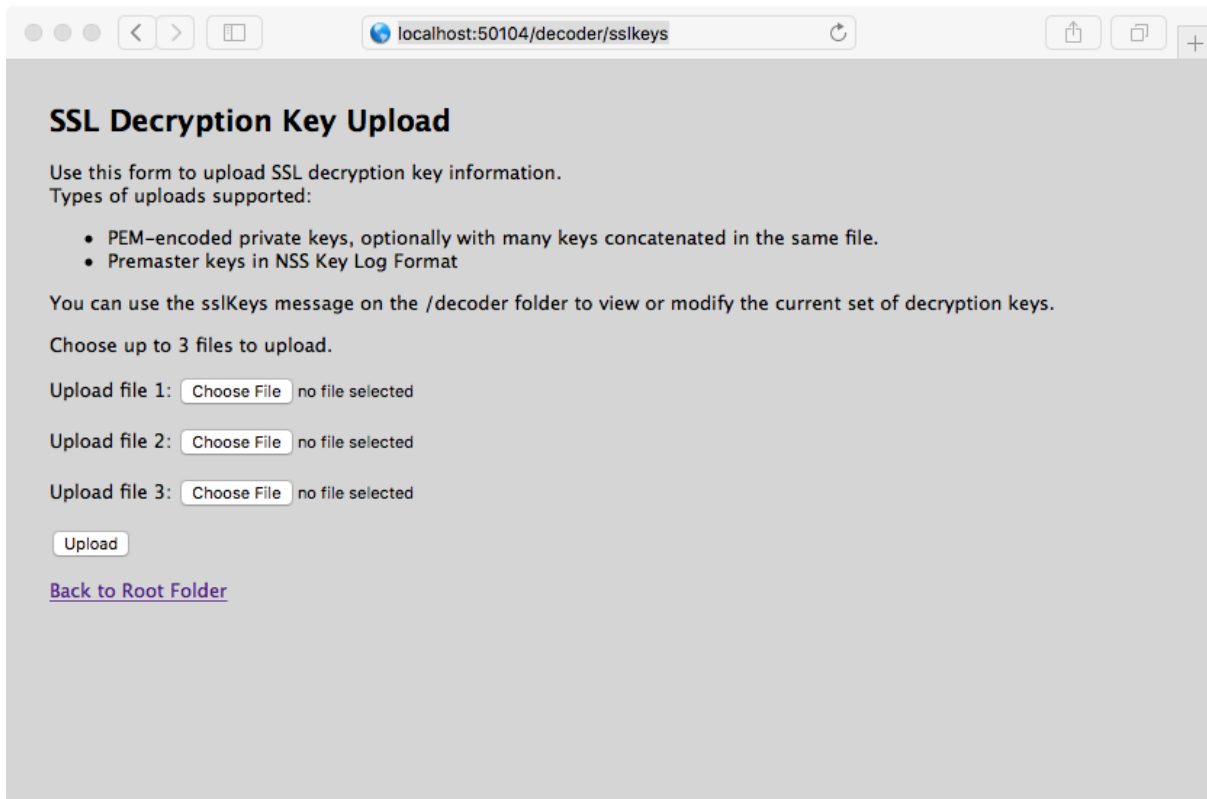 localhost:50104/decoder/sslkeys
SSL Decryption Key Upload
Use this form to upload SSL decryption key information.
Types of uploads supported:
• PEM-encoded private keys, optionally with many keys concatenated in the same file.
• Premaster keys in NSS Key Log Format
You can use the sslKeys message on the /decoder folder to view or modify the current set of decryption keys.
Choose up to 3 files to upload.
Upload file 1: Choose File no file selected
Upload file 2: Choose File no file selected
Upload file 3: Choose File no file selected
Upload
Back to Root Folder